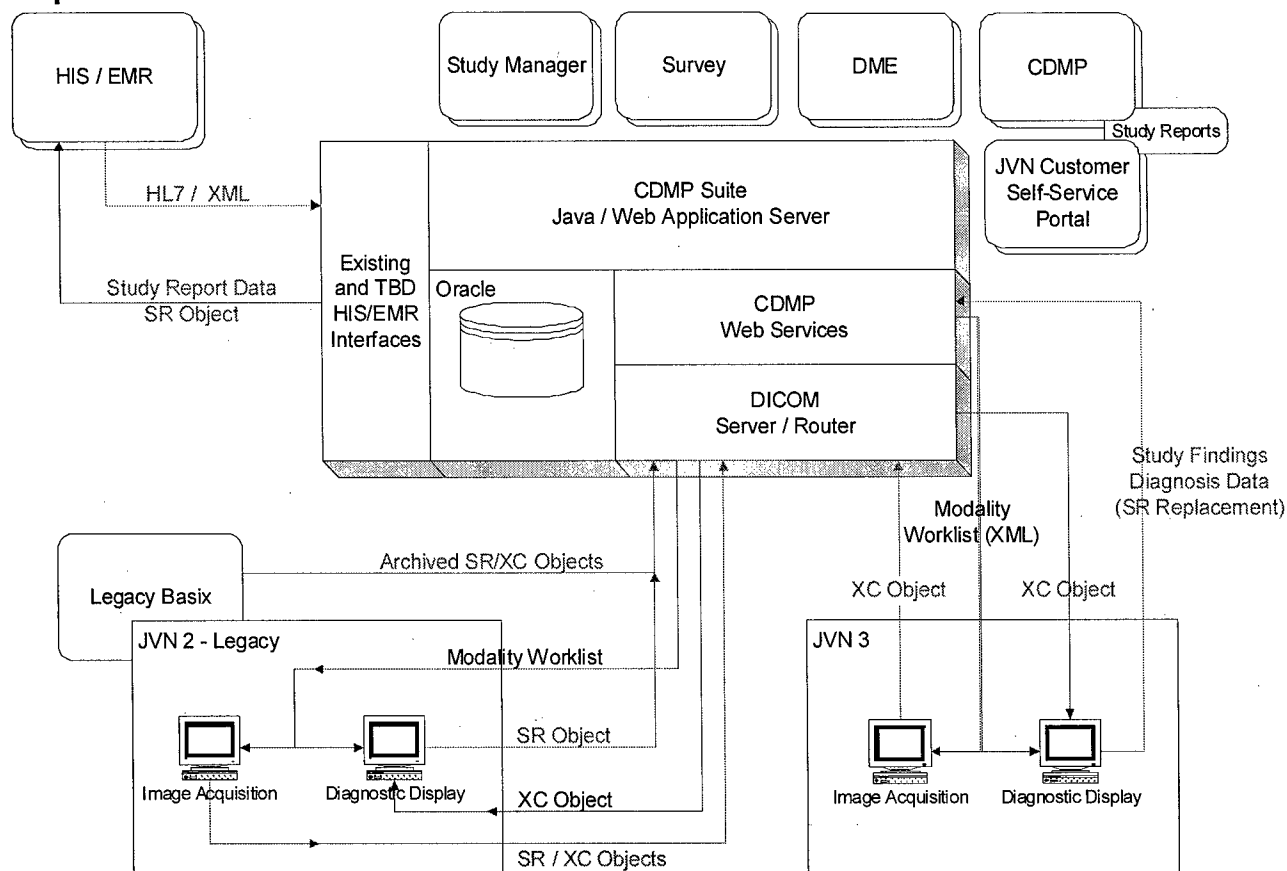 HIS / EMR
Study Manager
Survey
DME
CDMP
Study Reports
JVN Customer
Self-Service
Portal
HL7 / XML
CDMP Suite
Java / Web Application Server
Existing
and TBD
HIS/EMR
Interfaces
Oracle
CDMP
Web Services
DICOM
Server / Router
Study Report Data
SR Object
Study Findings
Diagnosis Data
(SR Replacement)
Modality
Worklist (XML)
XC Object
XC Object
Archived SR/XC Objects
Legacy Basix
JVN 2 - Legacy
Modality Worklist
SR Object
Image Acquisition
Diagnostic Display
XC Object
SR / XC Objects
JVN 3
Image Acquisition
Diagnostic Display